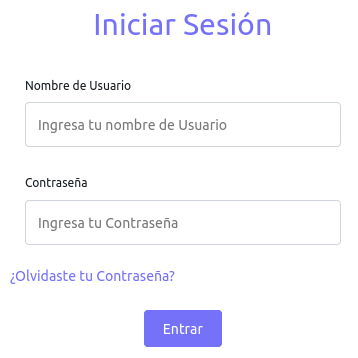 Iniciar Sesión
Nombre de Usuario
Ingresa tu nombre de Usuario
Contraseña
Ingresa tu Contraseña
¿Olvidaste tu Contraseña?
Entrar